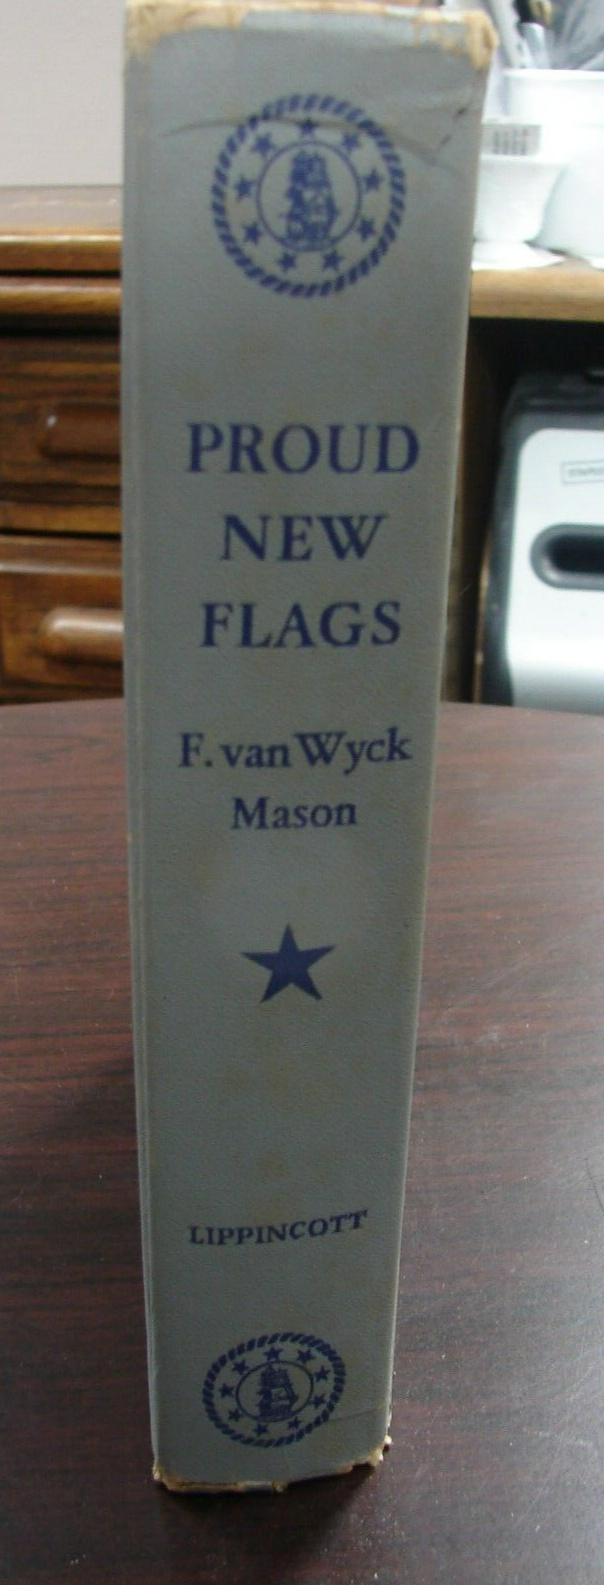 PROUD
NEW
FLAGS
F. van Wyck
Mason
LIPPINCOTT